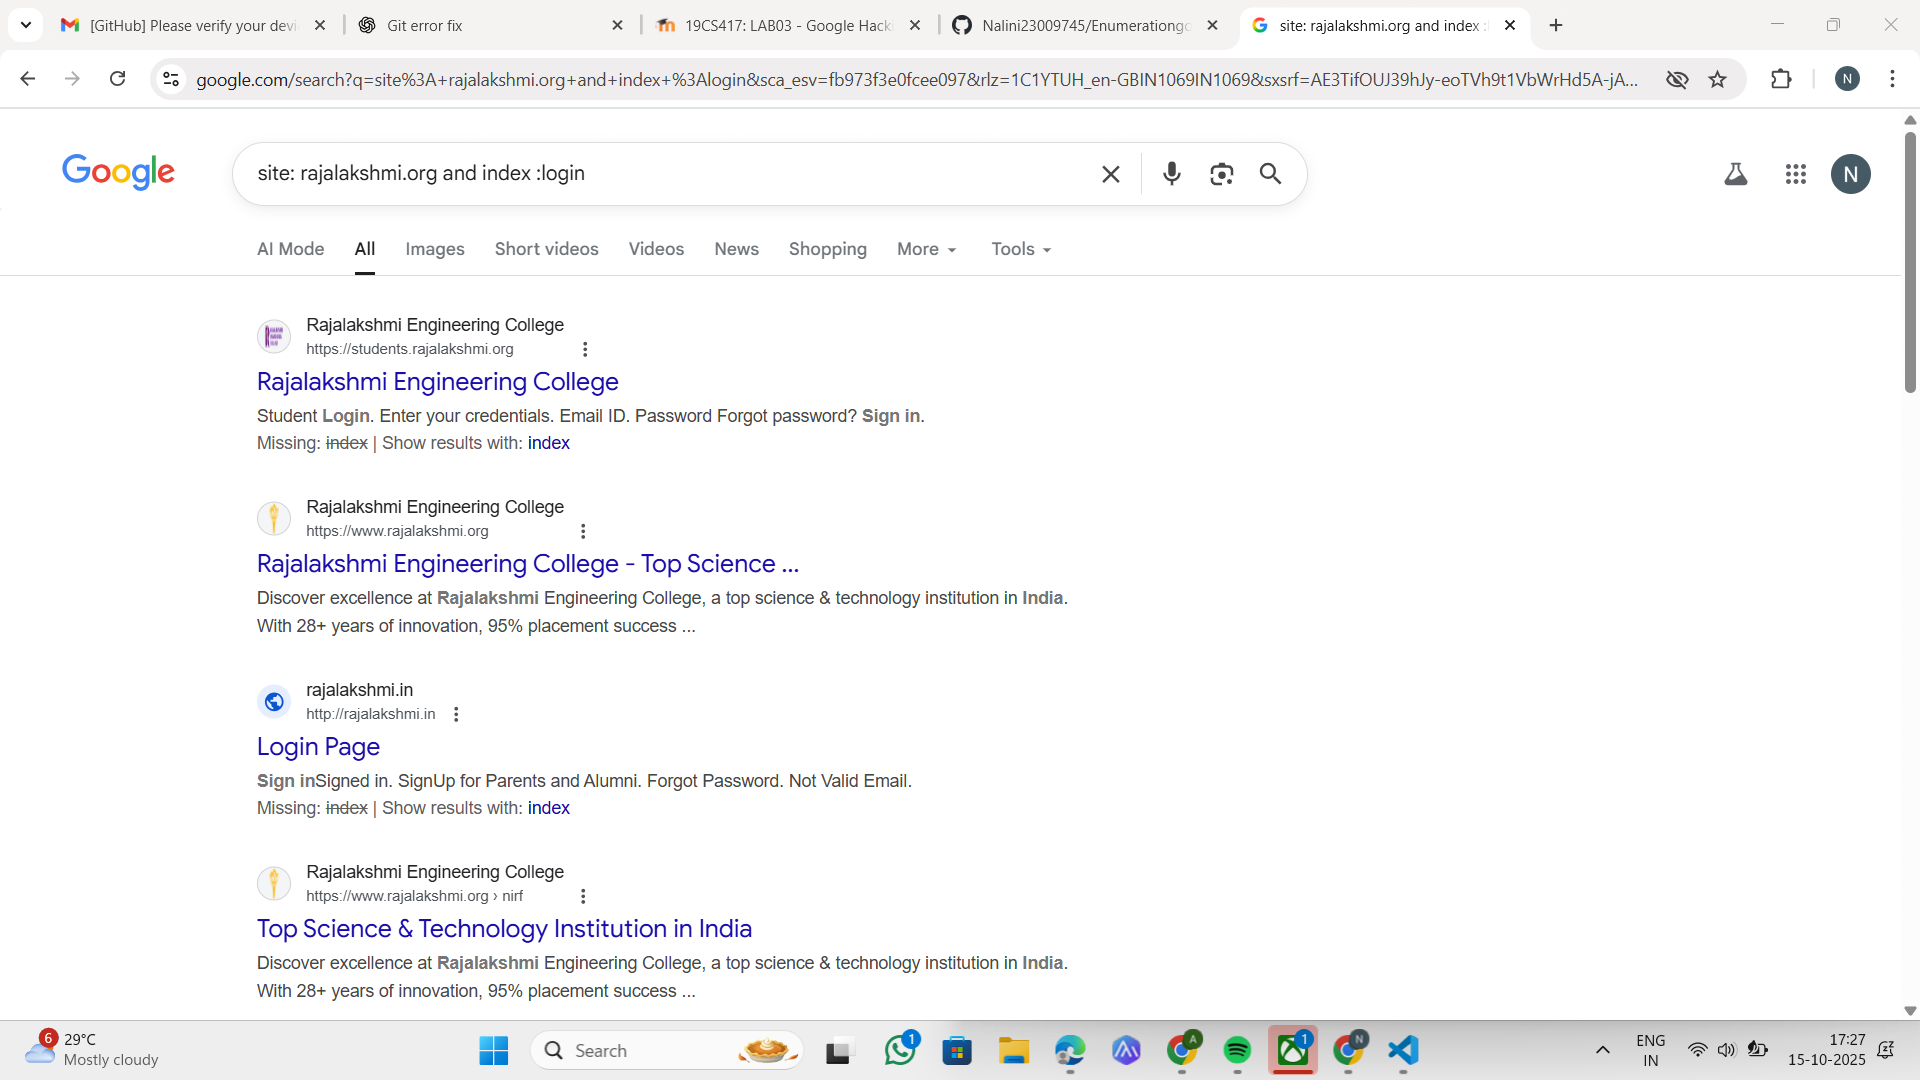 [GitHub] Please verify your devi
Git error fix
19CS417: LAB03 - Google Hacki
Nalini23009745/Enumerationgc
site: rajalakshmi.org and index :l
google.com/search?q=site%3A+rajalakshmi.org+and+index+%3Alogin&sca_esv=fb973f3e0fcee097&rlz=1C1YTUH_en-GBIN1069IN1069&sxsrf=AE3TifOUJ39hJy-eoTVh9t1VbWrHd5A-jA...
N
Google
site: rajalakshmi.org and index :login
N
AI Mode
All
Images
Short videos
Videos
News
Shopping
More
Tools
Rajalakshmi Engineering College
https://students.rajalakshmi.org
Rajalakshmi Engineering College
Student Login. Enter your credentials. Email ID. Password Forgot password? Sign in.
Missing: index | Show results with: index
Rajalakshmi Engineering College
https://www.rajalakshmi.org
Rajalakshmi Engineering College - Top Science ...
Discover excellence at Rajalakshmi Engineering College, a top science & technology institution in India.
With 28+ years of innovation, 95% placement success ...
rajalakshmi.in
http://rajalakshmi.in
Login Page
Sign inSigned in. SignUp for Parents and Alumni. Forgot Password. Not Valid Email.
Missing: index | Show results with: index
Rajalakshmi Engineering College
https://www.rajalakshmi.org › nirf
Top Science & Technology Institution in India
Discover excellence at Rajalakshmi Engineering College, a top science & technology institution in India.
With 28+ years of innovation, 95% placement success ...
6
29°C
Mostly cloudy
Search
1
A
1
N
ENG
IN
17:27
15-10-2025